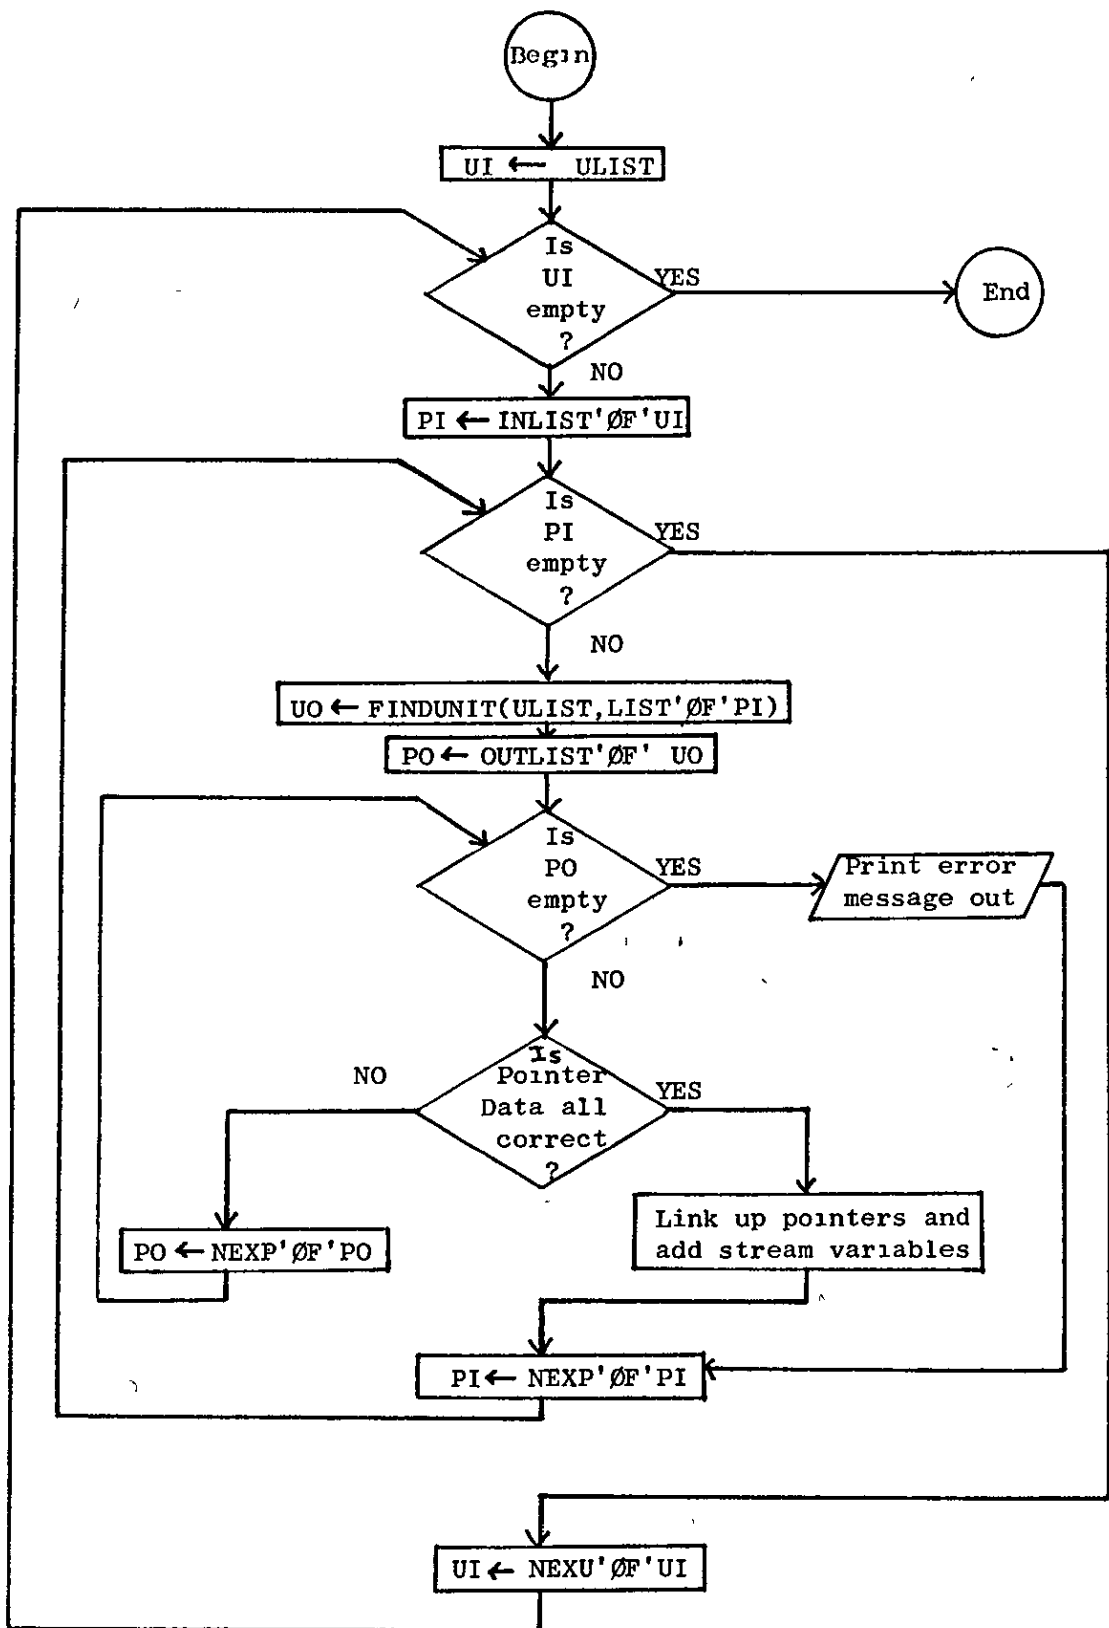 Begin
UI ← ULIST
Is
UI
empty
?
YES
End
NO
PI ← INLIST'ØF'UI
Is
PI
empty
?
YES
NO
UO ← FINDUNIT(ULIST,LIST'ØF'PI)
PO ← OUTLIST'ØF' UO
Is
PO
empty
?
YES
Print error
message out
NO
Is
Pointer
Data all
correct
?
NO
YES
Link up pointers and
add stream variables
PO ← NEXP'ØF'PO
PI ← NEXP'ØF'PI
UI ← NEXU'ØF'UI